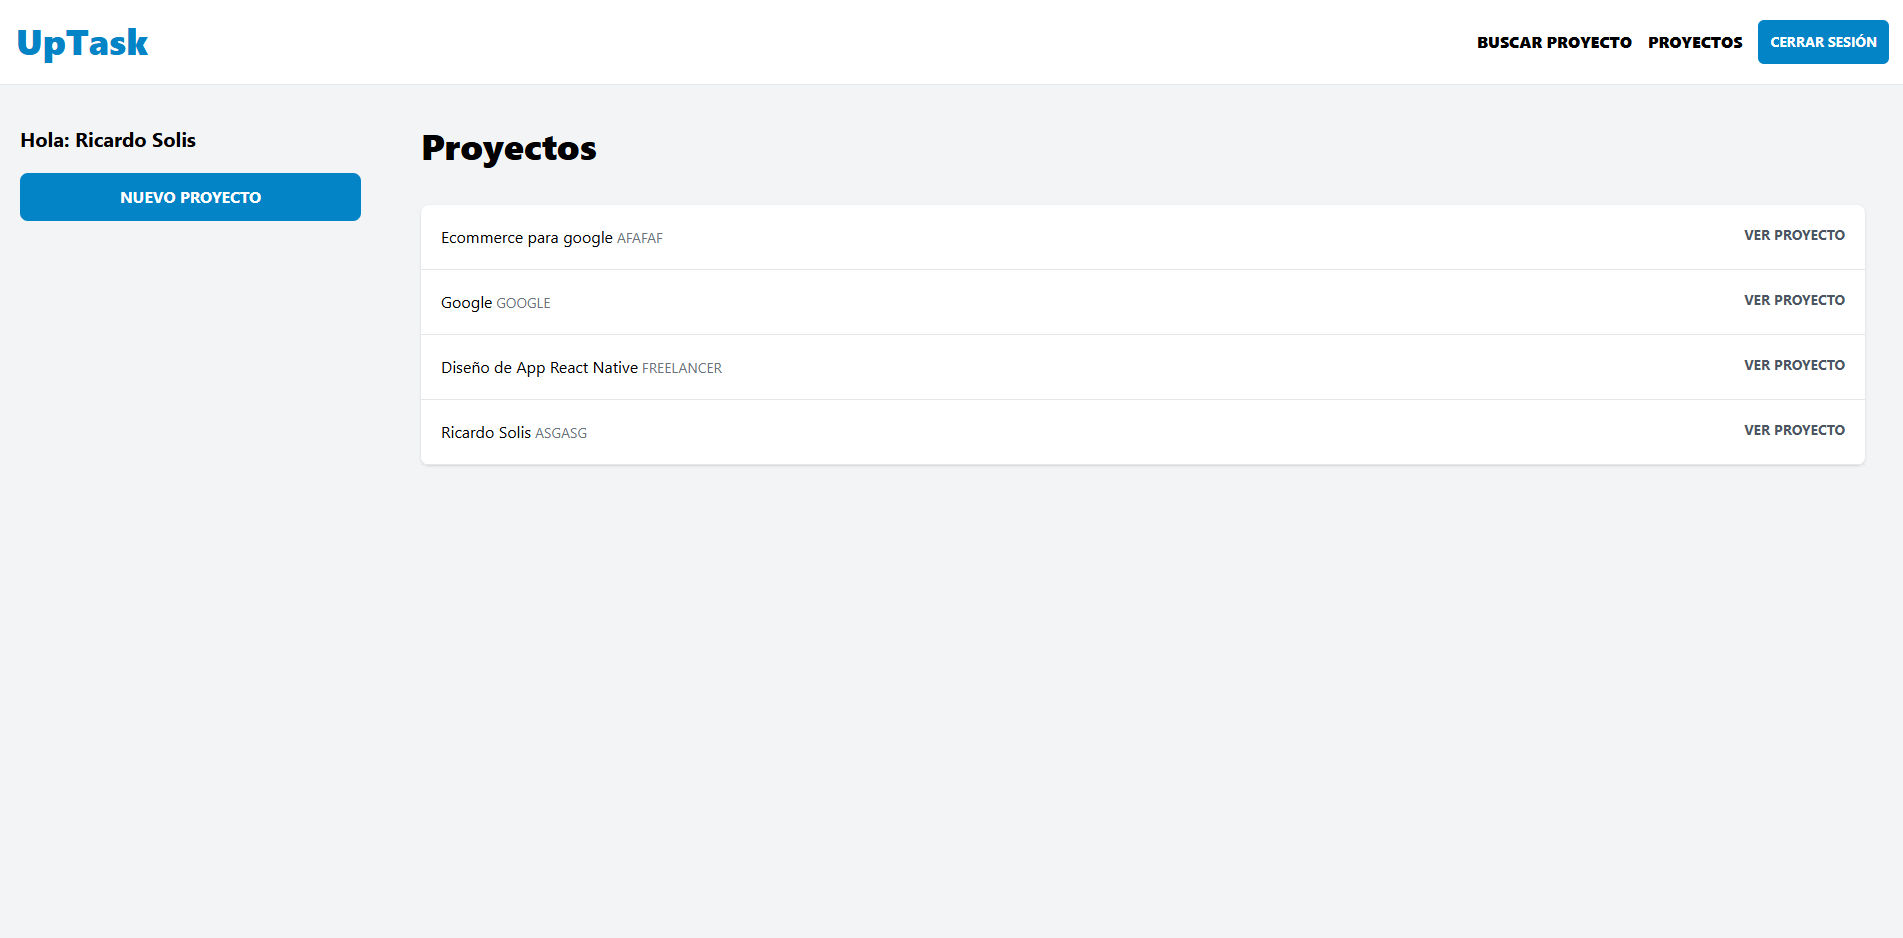 UpTask
BUSCAR PROYECTO PROYECTOS CERRAR SESIÓN
Hola: Ricardo Solis
NUEVO PROYECTO
Proyectos
Ecommerce para google AFAFAF VER PROYECTO
Google GOOGLE VER PROYECTO
Diseño de App React Native FREELANCER VER PROYECTO
Ricardo Solis ASGASG VER PROYECTO